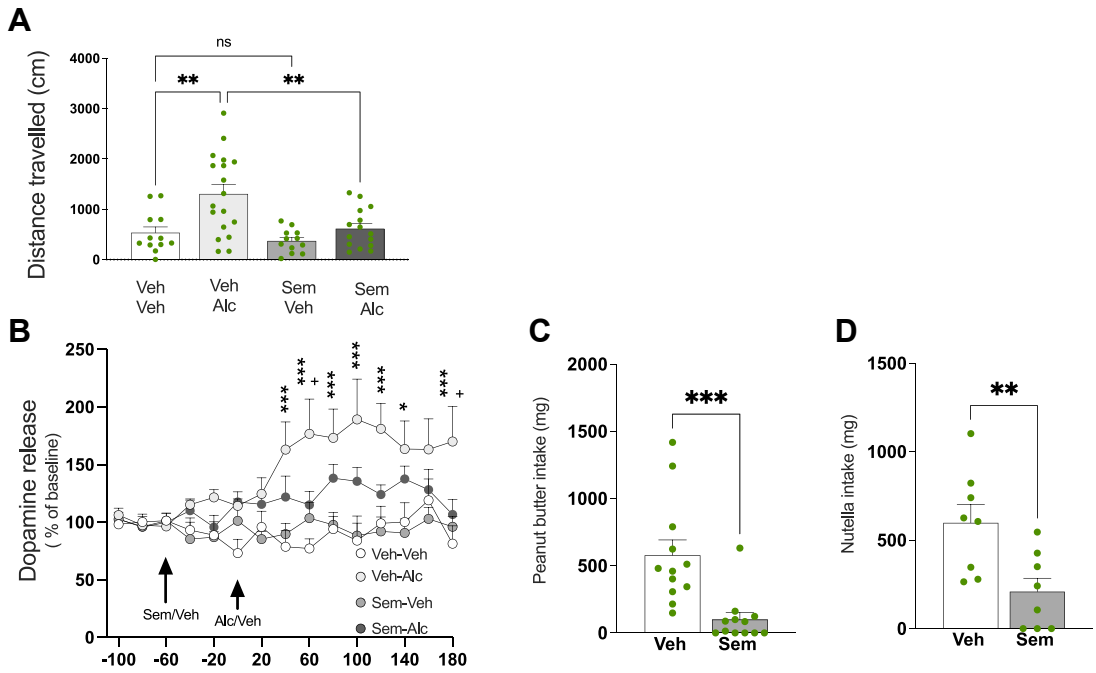 A
Distance travelled (cm)
4000
3000
2000
1000
0
ns
**
**
Veh
Veh
Veh
Alc
Sem
Veh
Sem
Alc
B
Dopamine release
( % of baseline)
250
200
150
100
50
0
***
***
+
***
***
***
*
***
+
Sem/Veh
Alc/Veh
Veh-Veh
Veh-Alc
Sem-Veh
Sem-Alc
-100 -60 -20 20 60 100 140 180
C
Peanut butter intake (mg)
2000
1500
1000
500
0
***
Veh Sem
D
Nutella intake (mg)
1500
1000
500
0
**
Veh Sem